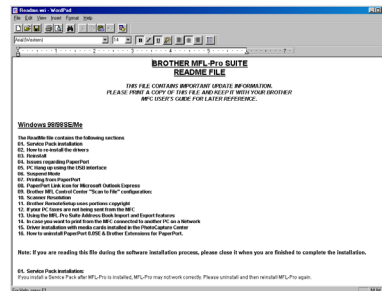 Readme.wri - WordPad
File Edit View Insert Format Help
Arial (Western) 14
BROTHER MFL-Pro SUITE
README FILE
THIS FILE CONTAINS IMPORTANT UPDATE INFORMATION.
PLEASE PRINT A COPY OF THIS FILE AND KEEP IT WITH YOUR BROTHER
MFC USER'S GUIDE FOR LATER REFERENCE.
Windows 98/98SE/Me
The ReadMe file contains the following sections
01. Service Pack installation
02. How to re-install the drivers
03. Reinstall
04. Issues regarding PaperPort
05. PC Hang up using the USB interface
06. Suspend Mode
07. Printing from PaperPort
08. PaperPort Link icon for Microsoft Outlook Express
09. Brother MFL Control Center "Scan to File" configuration:
10. Scanner Resolution
11. Brother RemoteSetup uses portions copyright
12. If your PC faxes are not being sent from the MFC
13. Using the MFL Pro Suite Address Book Import and Export features
14. In case you want to print from the MFC connected to another PC on a Network
15. Driver installation with media cards installed in the PhotoCapture Center
16. How to uninstall PaperPort 8.0SE & Brother Extensions for PaperPort.
Note: If you are reading this file during the software installation process, please close it when you are finished to complete the installation.
01. Service Pack installation:
If you install a Service Pack after MFL-Pro is installed, MFL-Pro may not work correctly. Please uninstall and then reinstall MFL-Pro again.